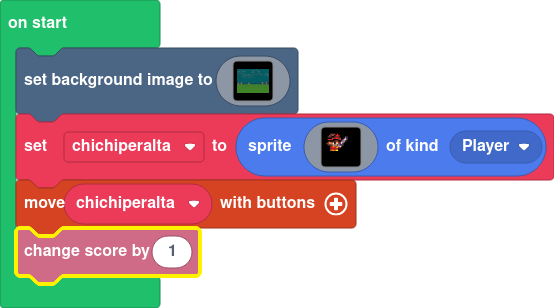 on start
set background image to
set chichiperalta to sprite of kind Player
move chichiperalta with buttons
change score by 1